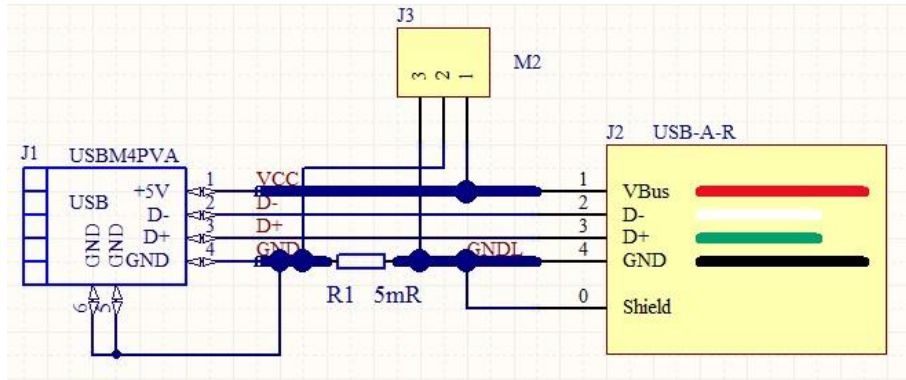 J3
M2
3 2 1
J2 USB-A-R
J1 USBM4PVA
USB
+5V 1 VCC 1 VBus
D- 2 D- 2 D-
D+ 3 D+ 3 D+
GND 4 GND GNDL 4 GND
GND GND
R1 5mR
6 5
0 Shield